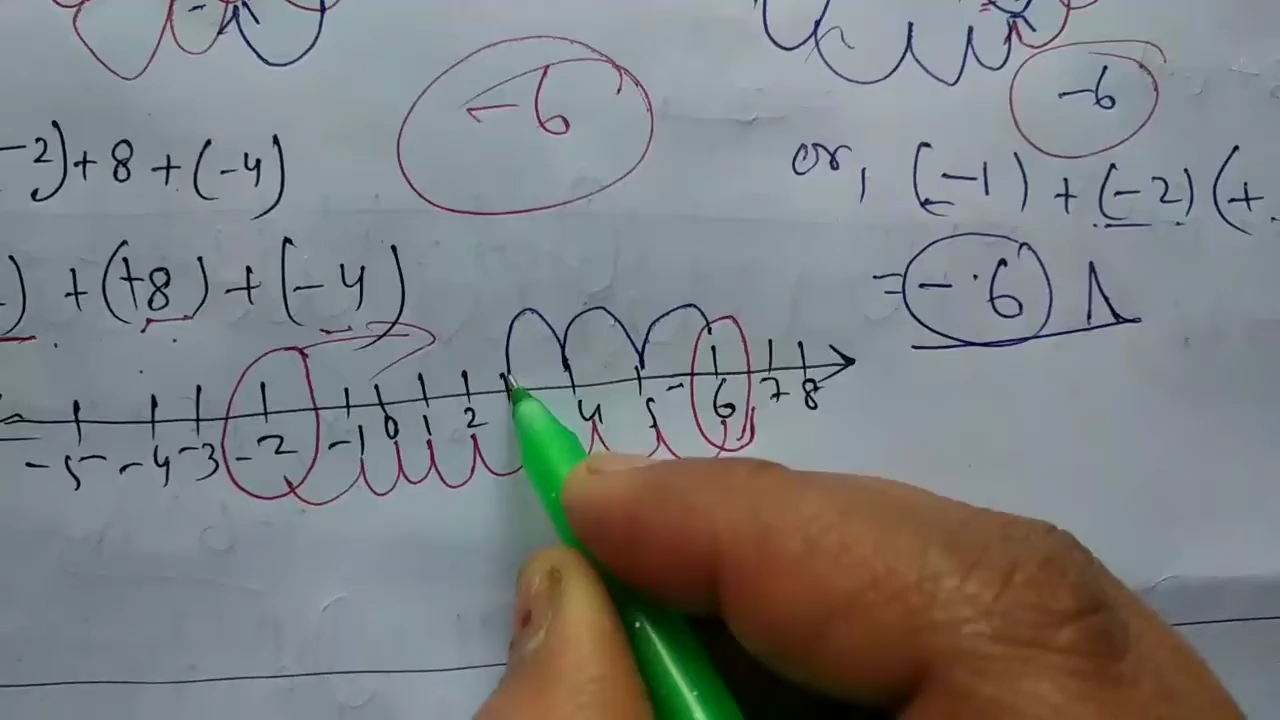 -6
-6
-2)+8+(-4)
or, (-1)+(-2)(+
)+(+8)+(-4)
=-6
-5 -4 -3 -2 -1 0 1 2 4 5 6 7 8